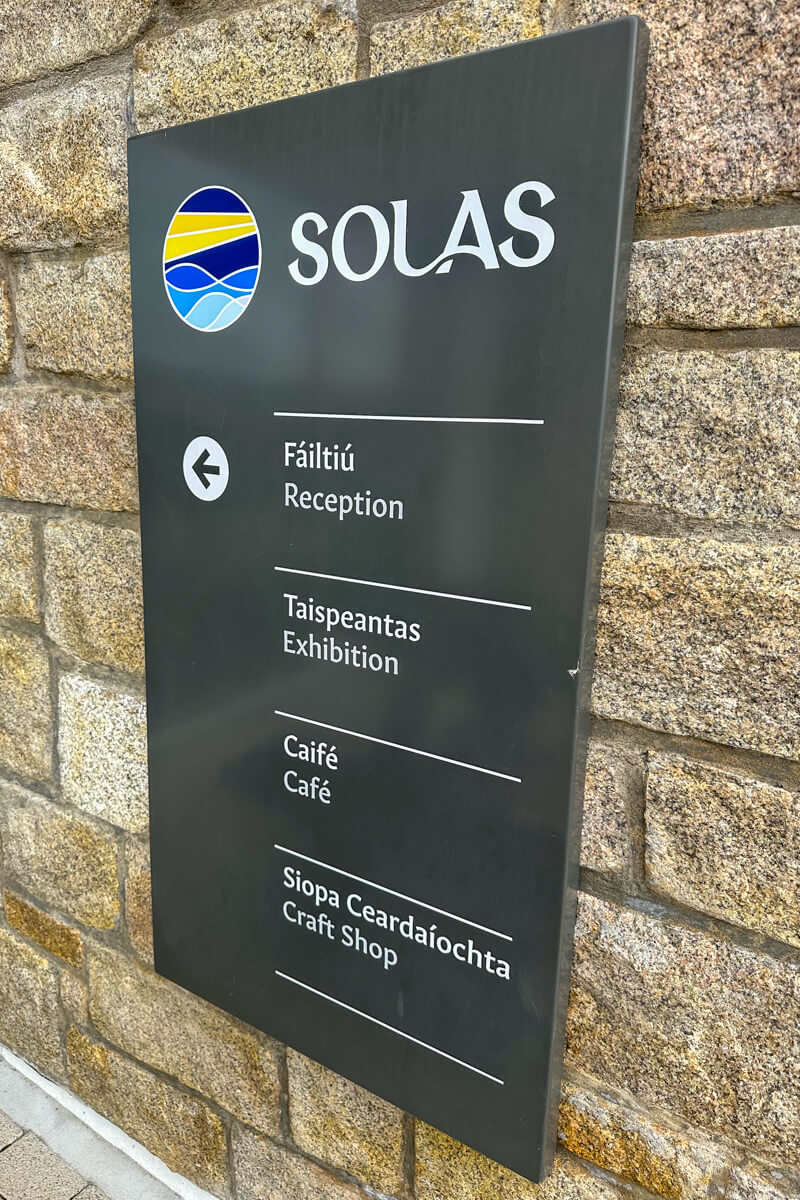 SOLAS
Fáiltiú
Reception
Taispeantas
Exhibition
Caifé
Café
Siopa Ceardaíochta
Craft Shop